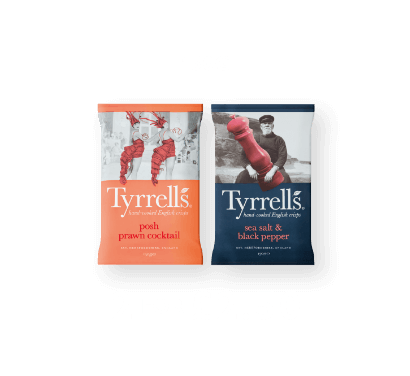 Tyrrells®
hand-cooked English crisps
posh
prawn cocktail
Tyrrells®
hand-cooked English crisps
sea salt &
black pepper